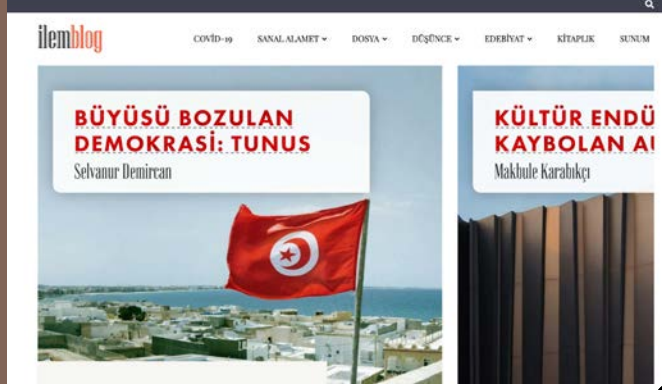 ilemblog
COVİD-19 SANAL ALAMET DOSYA DÜŞÜNCE EDEBİYAT KİTAPLIK SUNUM
BÜYÜSÜ BOZULAN
DEMOKRASİ: TUNUS
Selvanur Demircan
KÜLTÜR ENDÜ
KAYBOLAN AU
Makbule Karabıkçı